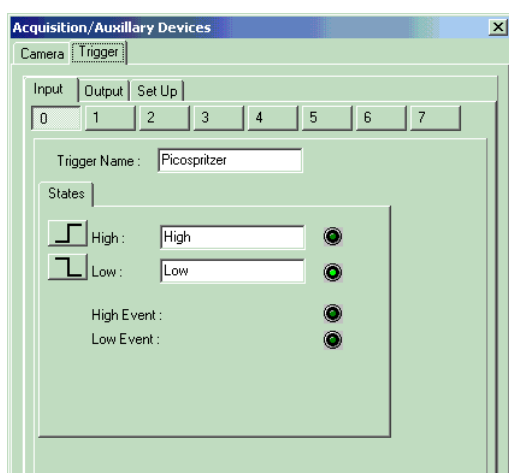 Acquisition/Auxillary Devices
Camera Trigger
Input Output Set Up
0 1 2 3 4 5 6 7
Trigger Name : Picospritzer
States
High : High
Low : Low
High Event :
Low Event :